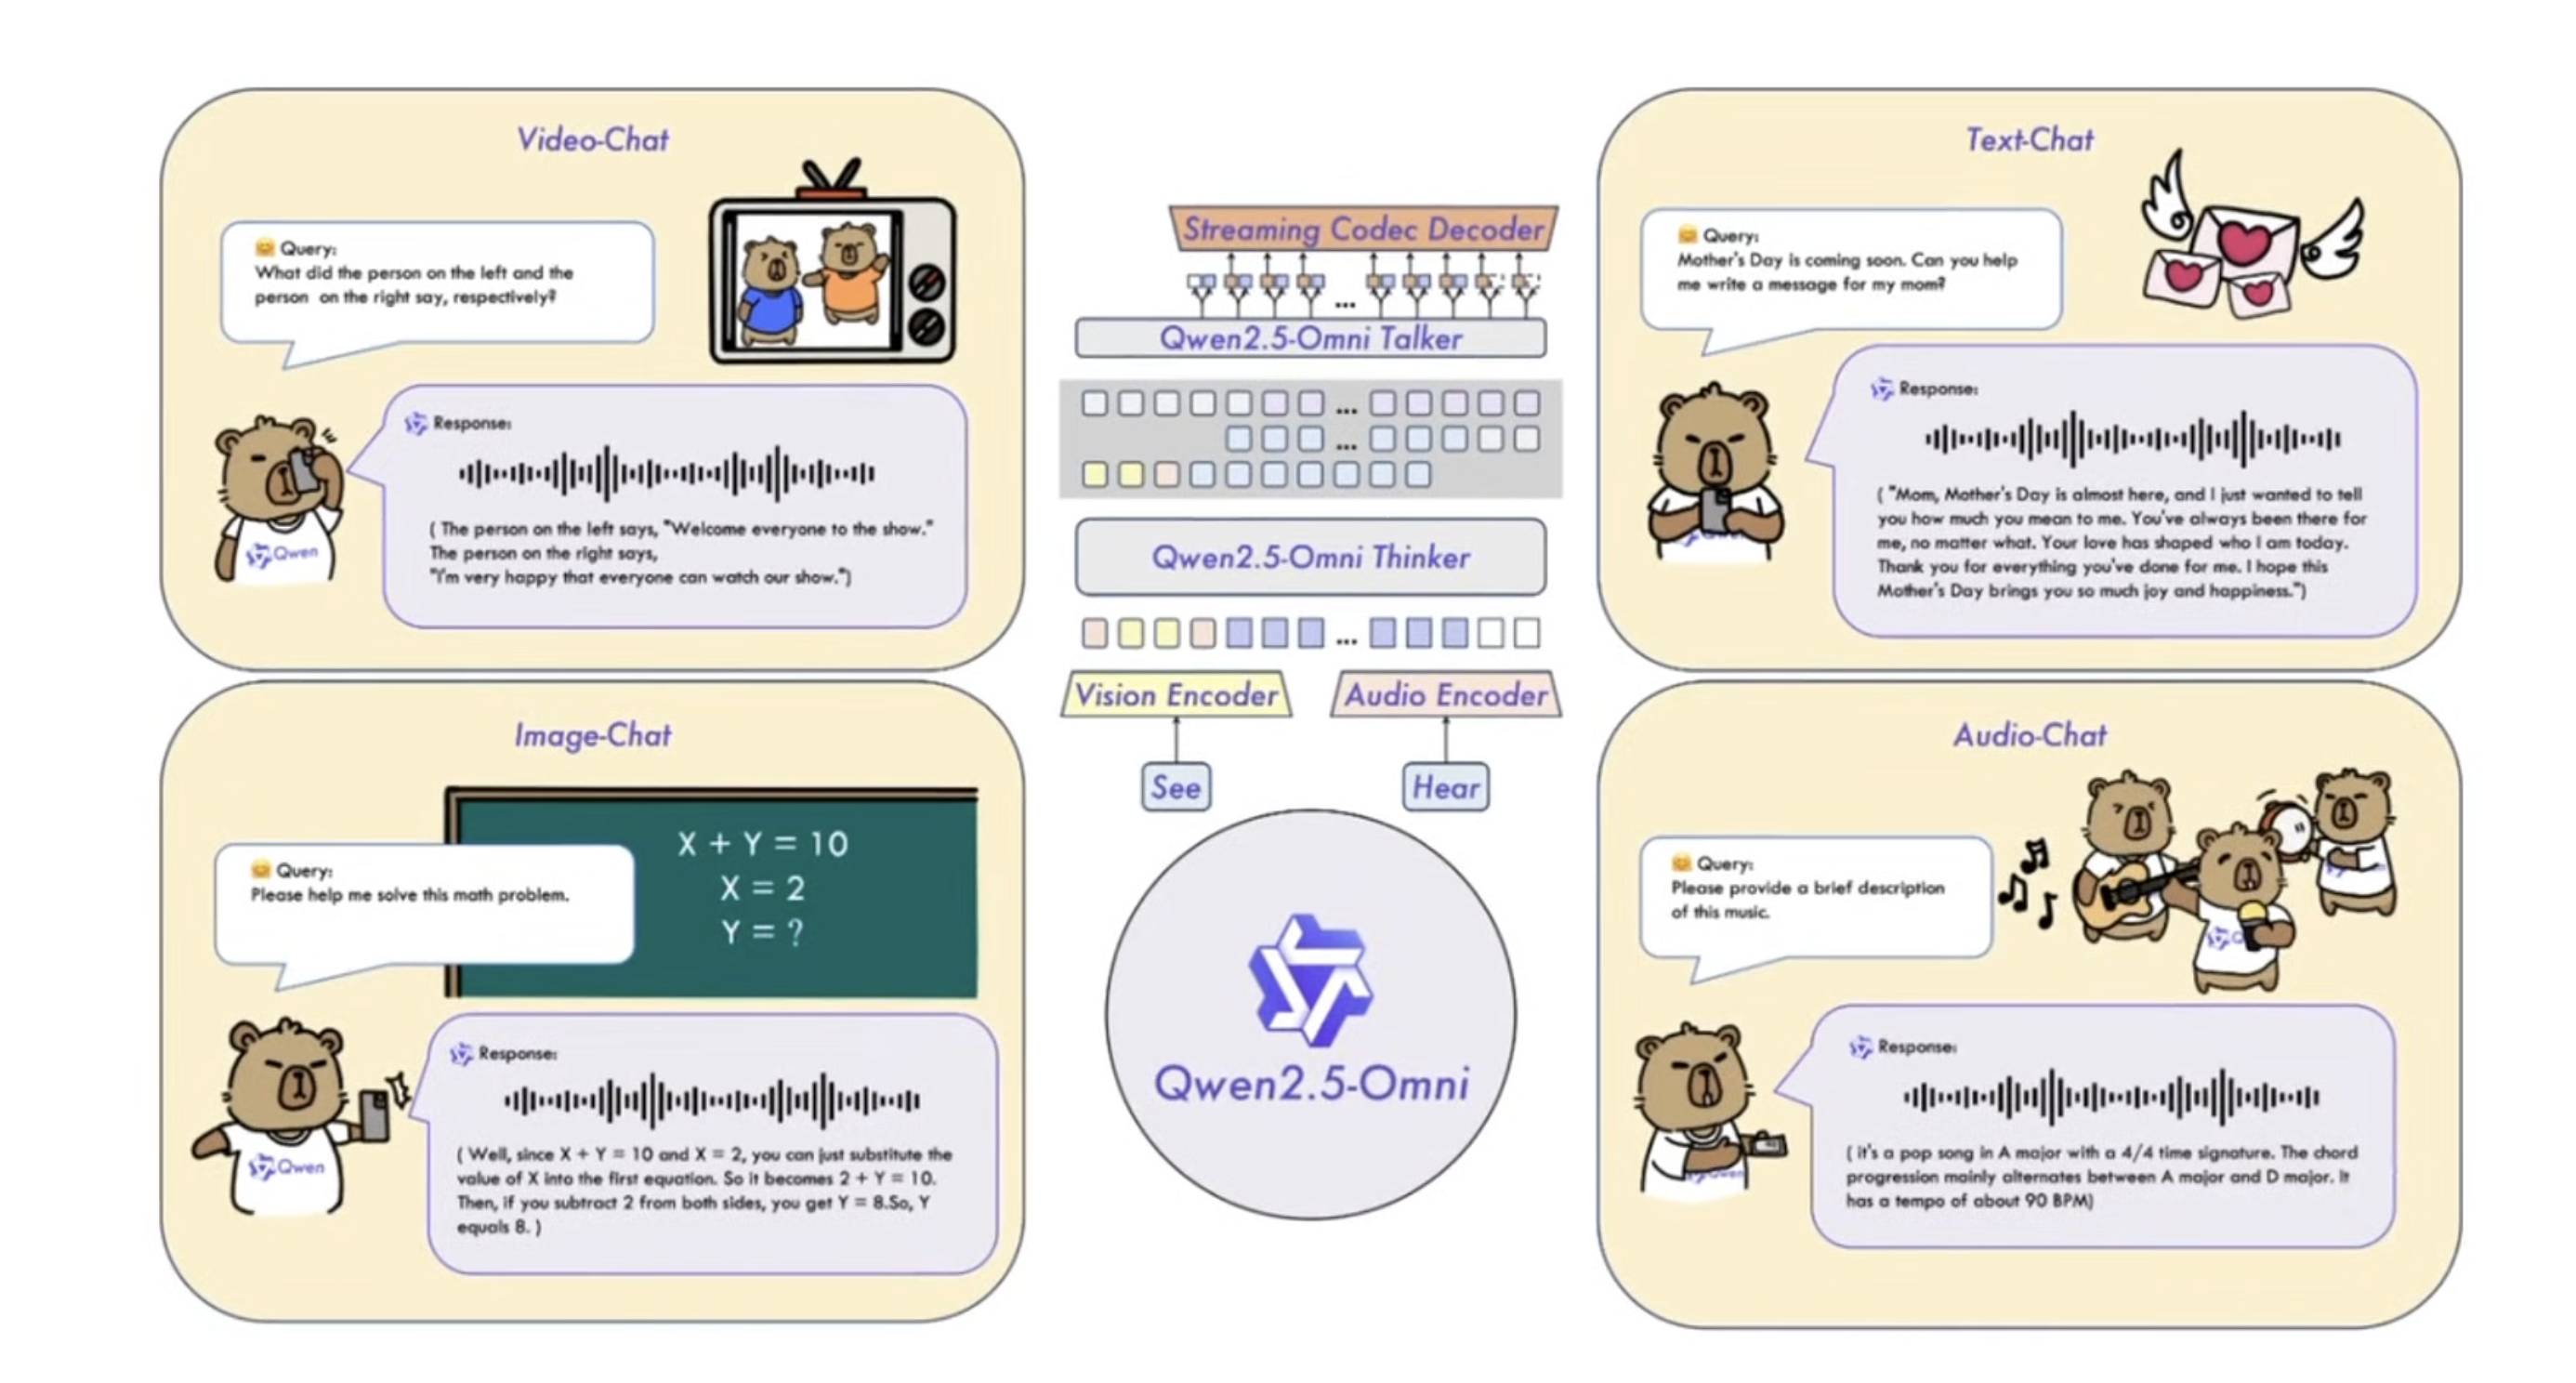 Video-Chat
Query:
What did the person on the left and the
person on the right say, respectively?
Response:
( The person on the left says, "Welcome everyone to the show."
The person on the right says,
"I'm very happy that everyone can watch our show.")
Qwen
Image-Chat
X + Y = 10
X = 2
Y = ?
Query:
Please help me solve this math problem.
Response:
( Well, since X + Y = 10 and X = 2, you can just substitute the
value of X into the first equation. So it becomes 2 + Y = 10.
Then, if you subtract 2 from both sides, you get Y = 8.So, Y
equals 8. )
Qwen
Streaming Codec Decoder
...
Qwen2.5-Omni Talker
...
...
Qwen2.5-Omni Thinker
...
Vision Encoder
Audio Encoder
See
Hear
Qwen2.5-Omni
Text-Chat
Query:
Mother's Day is coming soon. Can you help
me write a message for my mom?
Response:
( "Mom, Mother's Day is almost here, and I just wanted to tell
you how much you mean to me. You've always been there for
me, no matter what. Your love has shaped who I am today.
Thank you for everything you've done for me. I hope this
Mother's Day brings you so much joy and happiness.")
Audio-Chat
Query:
Please provide a brief description
of this music.
Response:
( it's a pop song in A major with a 4/4 time signature. The chord
progression mainly alternates between A major and D major. It
has a tempo of about 90 BPM)